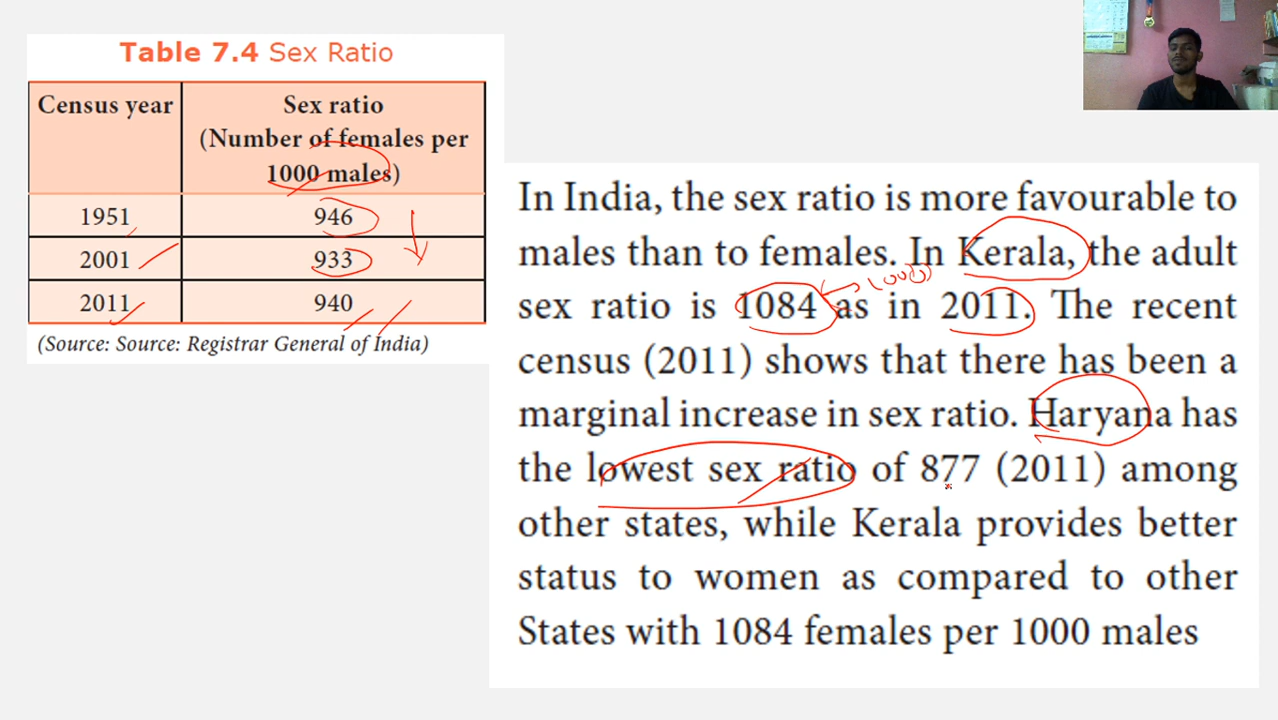 Table 7.4 Sex Ratio
Census year
Sex ratio
(Number of females per
1000 males)
1951
946
2001
933
2011
940
(Source: Source: Registrar General of India)
In India, the sex ratio is more favourable to
males than to females. In Kerala, the adult
1000
sex ratio is 1084 as in 2011. The recent
census (2011) shows that there has been a
marginal increase in sex ratio. Haryana has
the lowest sex ratio of 877 (2011) among
other states, while Kerala provides better
status to women as compared to other
States with 1084 females per 1000 males